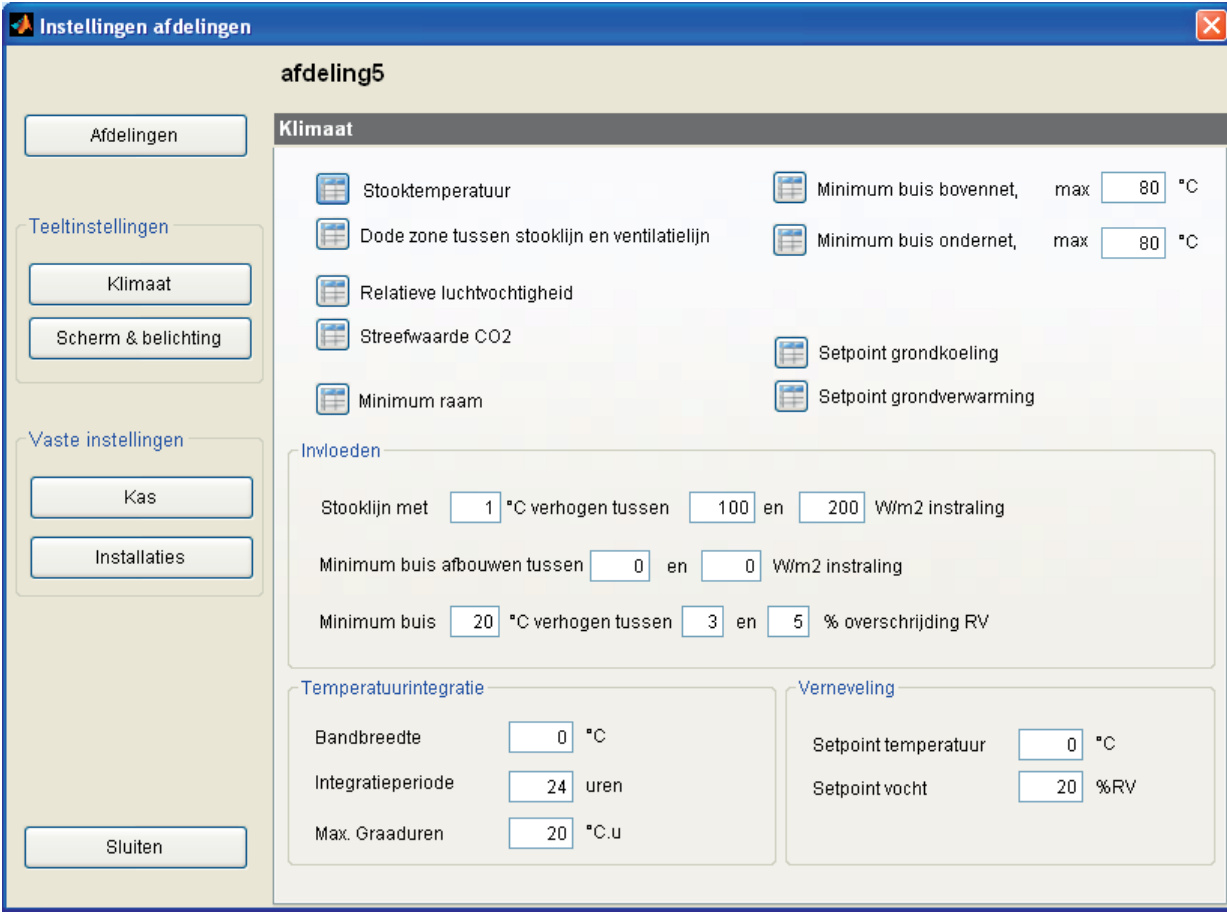 Instellingen afdelingen
afdeling5
Afdelingen
Teeltinstellingen
Klimaat
Scherm & belichting
Vaste instellingen
Kas
Installaties
Sluiten
Klimaat
Stooktemperatuur
Dode zone tussen stooklijn en ventilatielijn
Relatieve luchtvochtigheid
Streefwaarde CO2
Minimum raam
Minimum buis bovennet, max 80 °C
Minimum buis ondernet, max 80 °C
Setpoint grondkoeling
Setpoint grondverwarming
Invloeden
Stooklijn met 1 °C verhogen tussen 100 en 200 W/m2 instraling
Minimum buis afbouwen tussen 0 en 0 W/m2 instraling
Minimum buis 20 °C verhogen tussen 3 en 5 % overschrijding RV
Temperatuurintegratie
Bandbreedte 0 °C
Integratieperiode 24 uren
Max. Graaduren 20 °C.u
Verneveling
Setpoint temperatuur 0 °C
Setpoint vocht 20 %RV